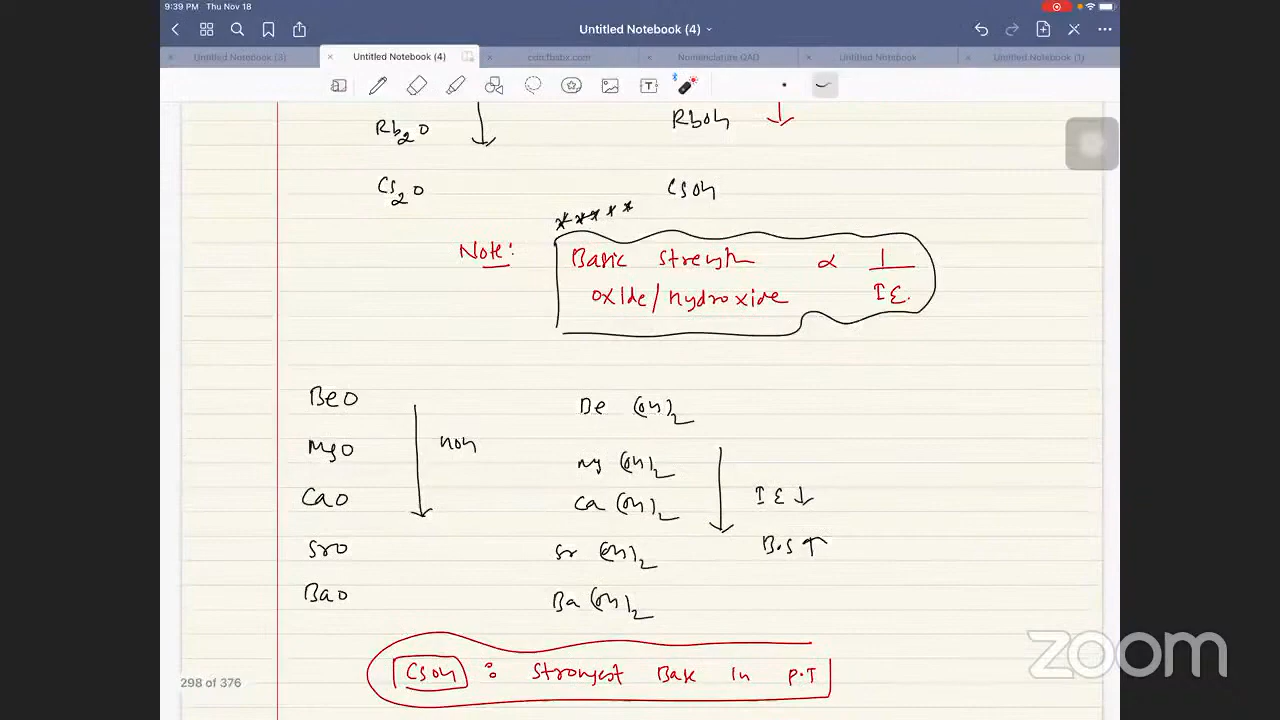 9:39 PM Thu Nov 18
Untitled Notebook (4)
Untitled Notebook (3)
Untitled Notebook (4)
cdn.fbsbx.com
Nomenclature QAD
Untitled Notebook
Untitled Notebook (1)
Rb2O ↓ RbOH ↓
Cs2O CsOH
*****
Note: Basic Strength ∝ 1
oxide/hydroxide I E.
BeO Be (OH)2
MgO ↓ Mg (OH)2
CaO Ca (OH)2 ↓ I E ↓
SrO Sr (OH)2 B.S ↑
BaO Ba (OH)2
CsOH : Strongest Base in P.T
298 of 376
zoom